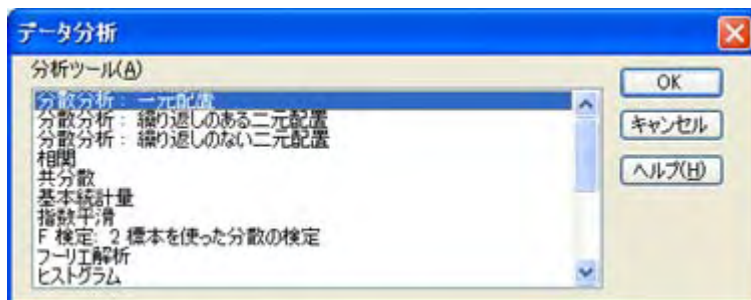 データ分析
分析ツール(A)
分散分析： 一元配置
分散分析： 繰り返しのある二元配置
分散分析： 繰り返しのない二元配置
相関
共分散
基本統計量
指数平滑
F 検定: 2 標本を使った分散の検定
フーリエ解析
ヒストグラム
OK
キャンセル
ヘルプ(H)